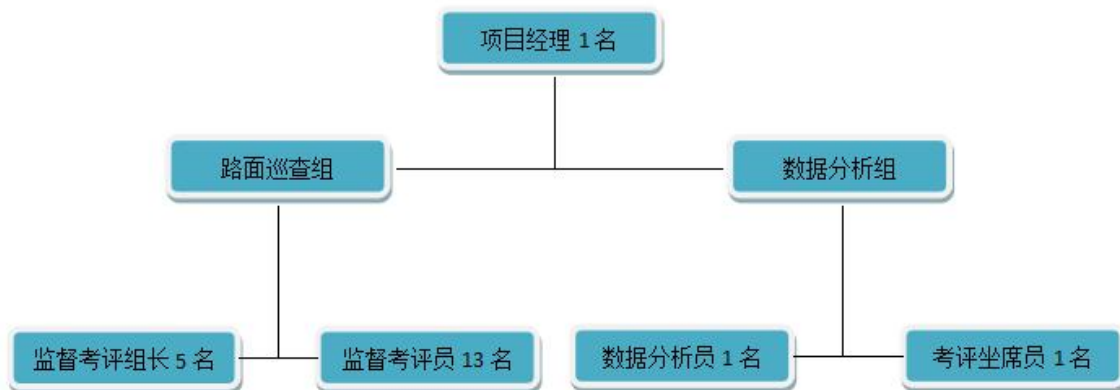 项目经理 1 名
路面巡查组
数据分析组
监督考评组长 5 名
监督考评员 13 名
数据分析员 1 名
考评坐席员 1 名